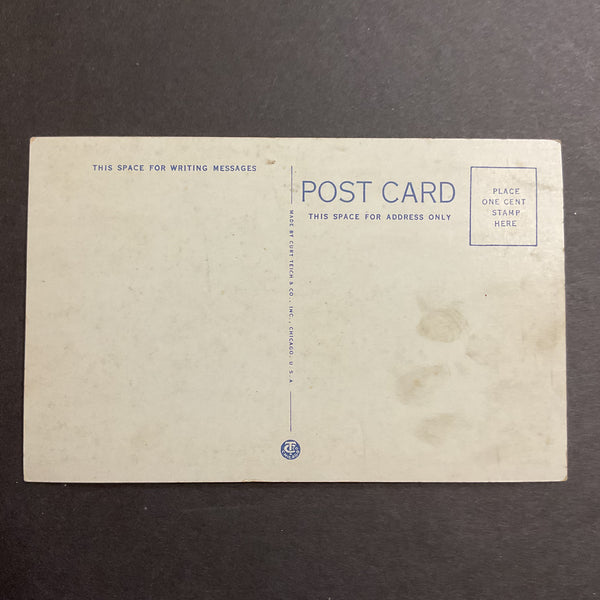 THIS SPACE FOR WRITING MESSAGES
POST CARD
THIS SPACE FOR ADDRESS ONLY
PLACE
ONE CENT
STAMP
HERE
MADE BY CURT TEICH & CO., INC., CHICAGO, U.S.A.